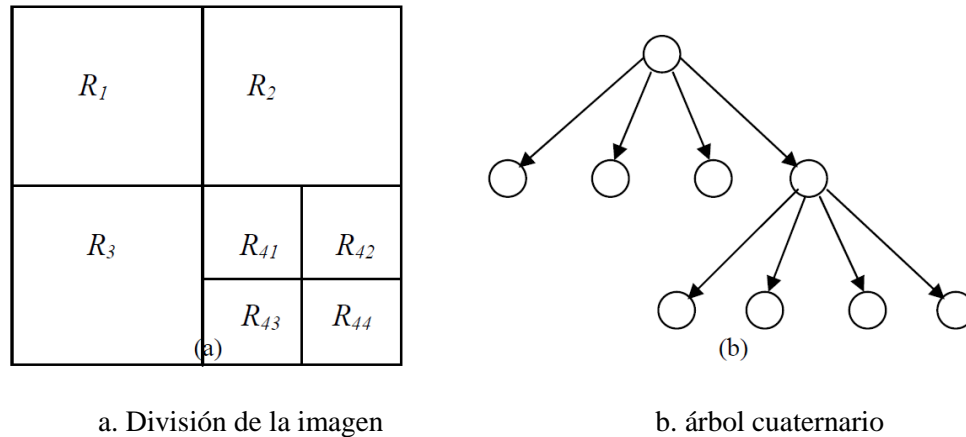 R1 R2
R3 R41 R42
R43 R44
(a) (b)
a. División de la imagen b. árbol cuaternario